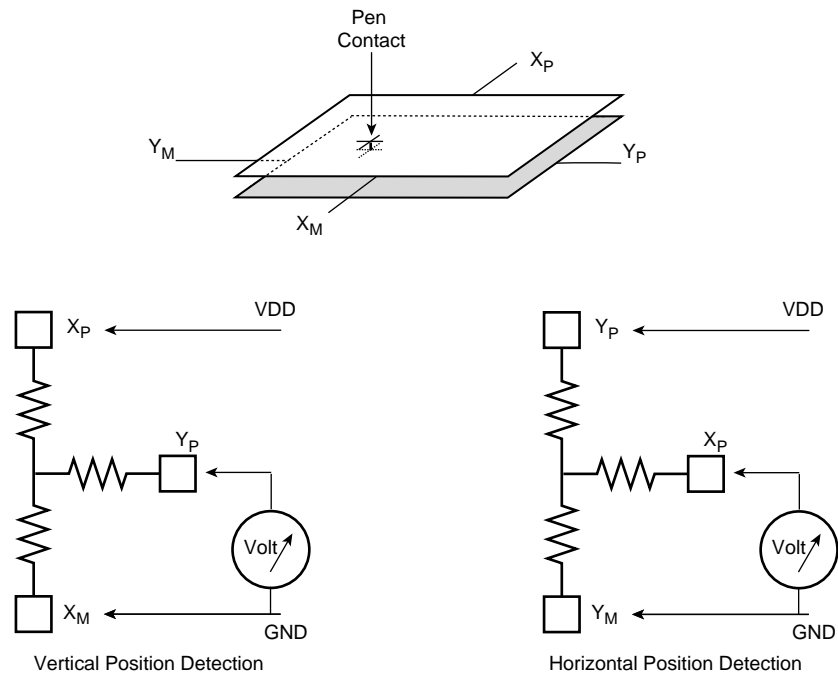 Pen
Contact
X_P
Y_M
Y_P
X_M
VDD
X_P
Y_P
Volt
X_M
GND
Vertical Position Detection
VDD
Y_P
X_P
Volt
Y_M
GND
Horizontal Position Detection